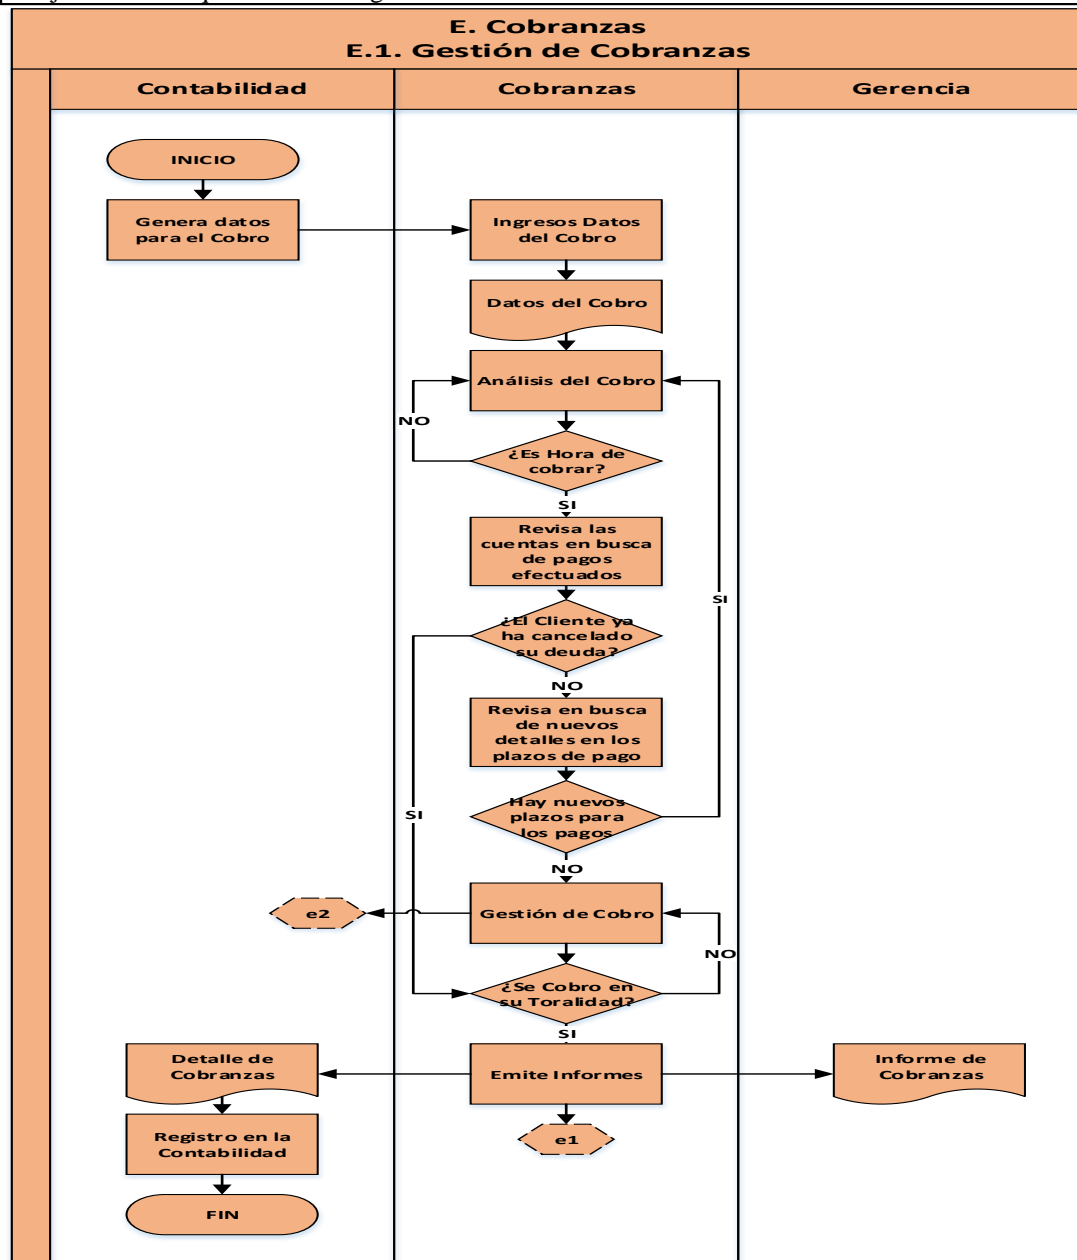 E. Cobranzas
E.1. Gestión de Cobranzas
Contabilidad
Cobranzas
Gerencia
INICIO
Genera datos
para el Cobro
Ingresos Datos
del Cobro
Datos del Cobro
Análisis del Cobro
NO
¿Es Hora de
cobrar?
SI
Revisa las
cuentas en busca
de pagos
efectuados
SI
¿El Cliente ya
ha cancelado
su deuda?
NO
Revisa en busca
de nuevos
detalles en los
plazos de pago
Hay nuevos
plazos para
los pagos
SI
NO
e2
Gestión de Cobro
NO
¿Se Cobro en
su Toralidad?
SI
Detalle de
Cobranzas
Emite Informes
Informe de
Cobranzas
e1
Registro en la
Contabilidad
FIN